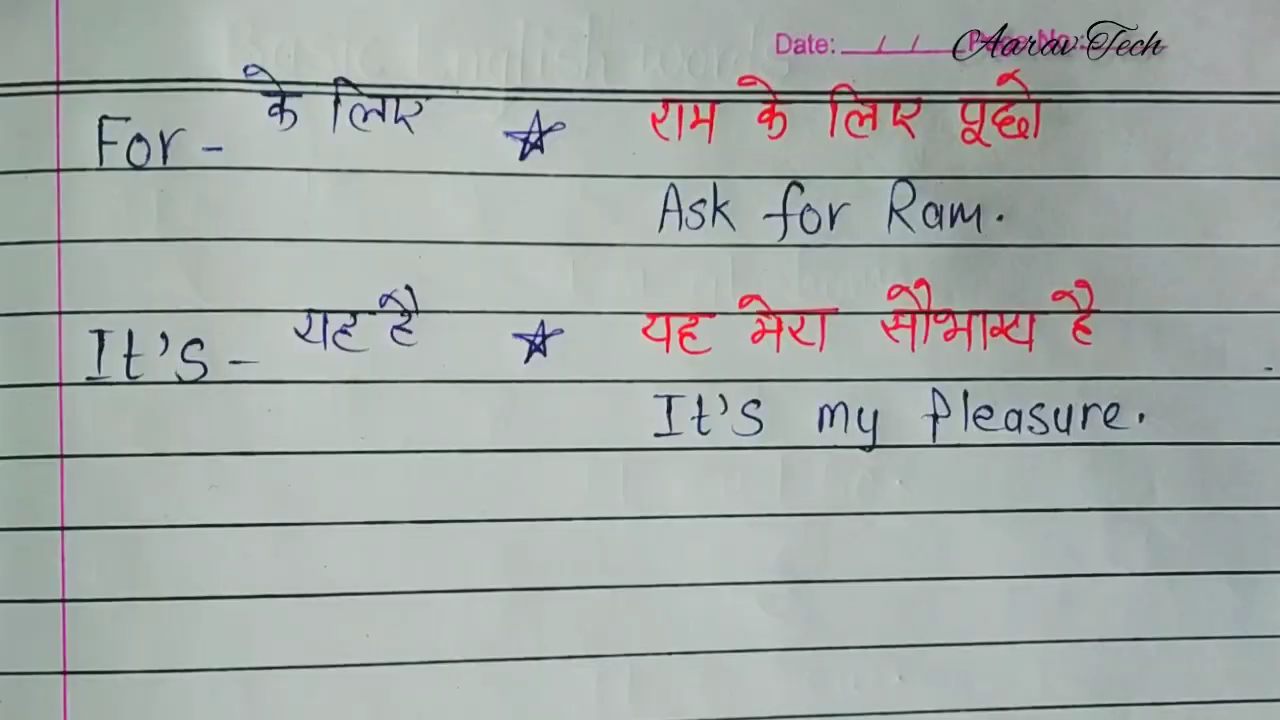 Date: / / Aarav Tech
For - के लिए ☆ राम के लिए पूछो
Ask for Ram.
It's - यह है ☆ यह मेरा सौभाग्य है
It's my Pleasure.